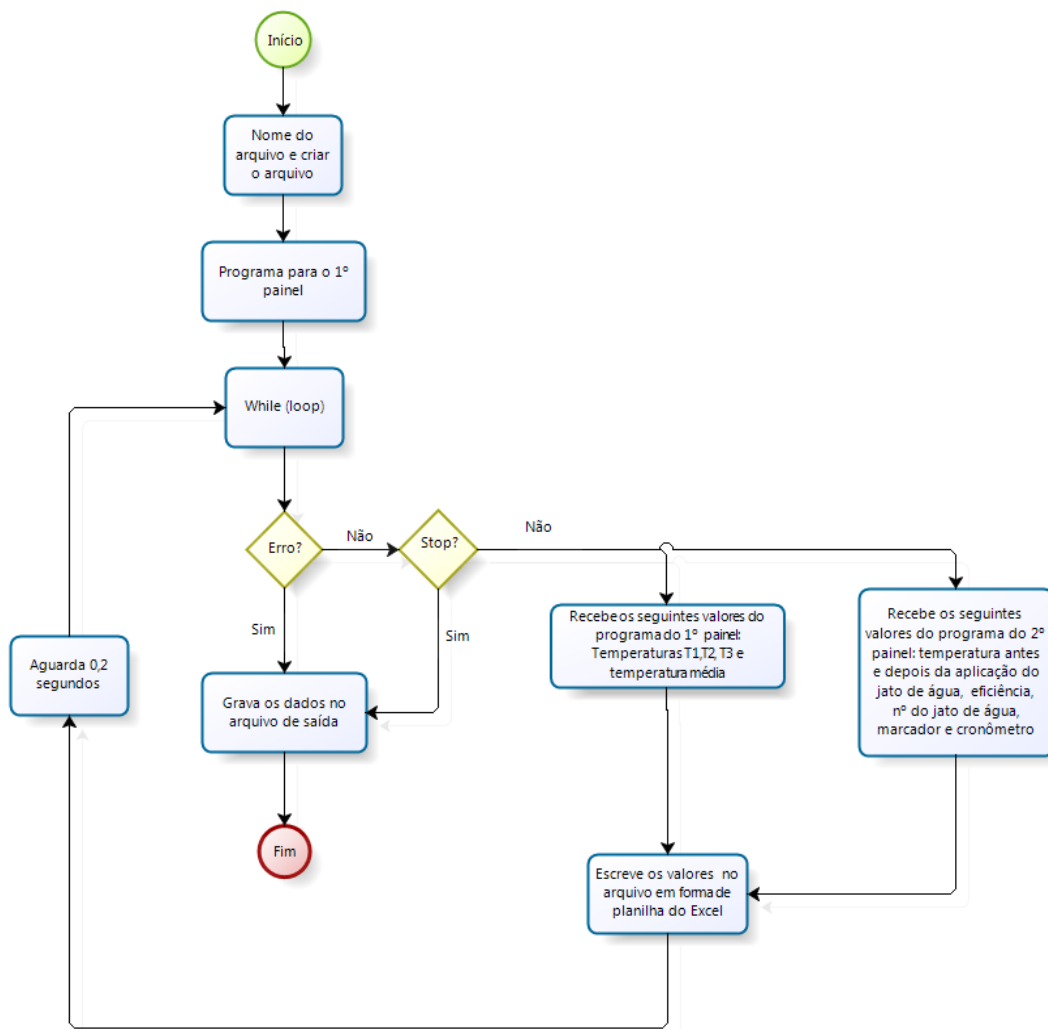 Início
Nome do
arquivo e criar
o arquivo
Programa para o 1º
painel
While (loop)
Erro?
Não
Stop?
Não
Sim
Sim
Recebe os seguintes valores do
programa do 1º painel:
Temperaturas T1,T2, T3 e
temperatura média
Recebe os seguintes
valores do programa do 2º
painel: temperatura antes
e depois da aplicação do
jato de água, eficiência,
nº do jato de água,
marcador e cronômetro
Aguarda 0,2
segundos
Grava os dados no
arquivo de saída
Fim
Escreve os valores no
arquivo em forma de
planilha do Excel